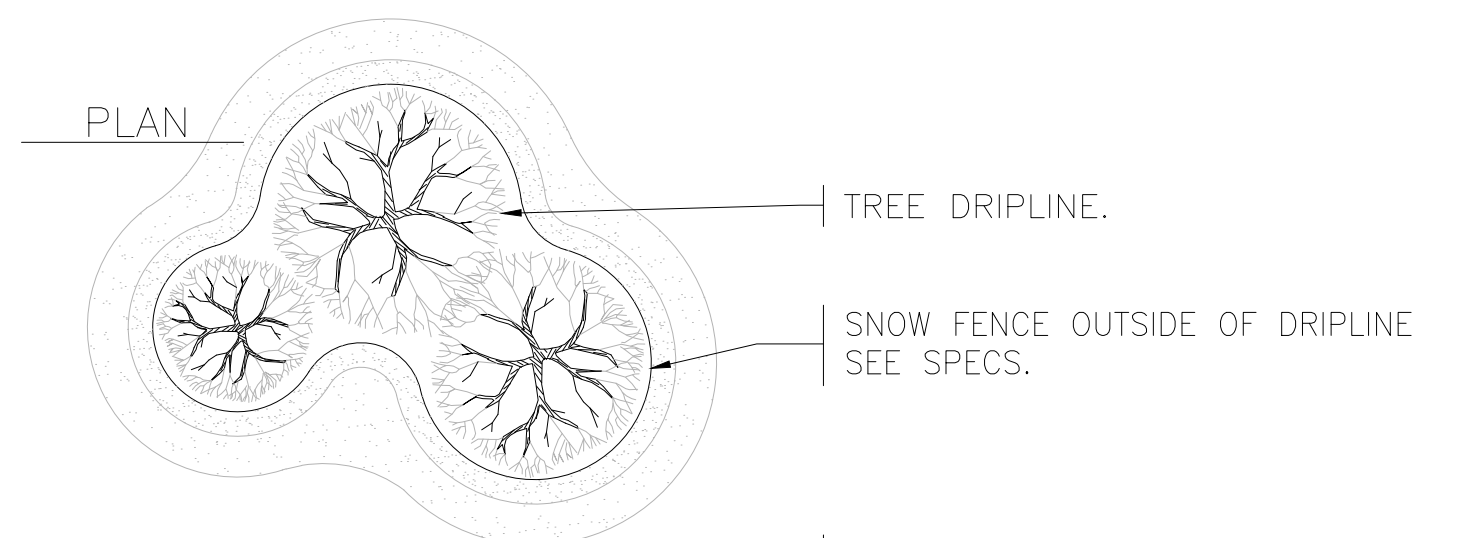 PLAN
TREE DRIPLINE.
SNOW FENCE OUTSIDE OF DRIPLINE
SEE SPECS.